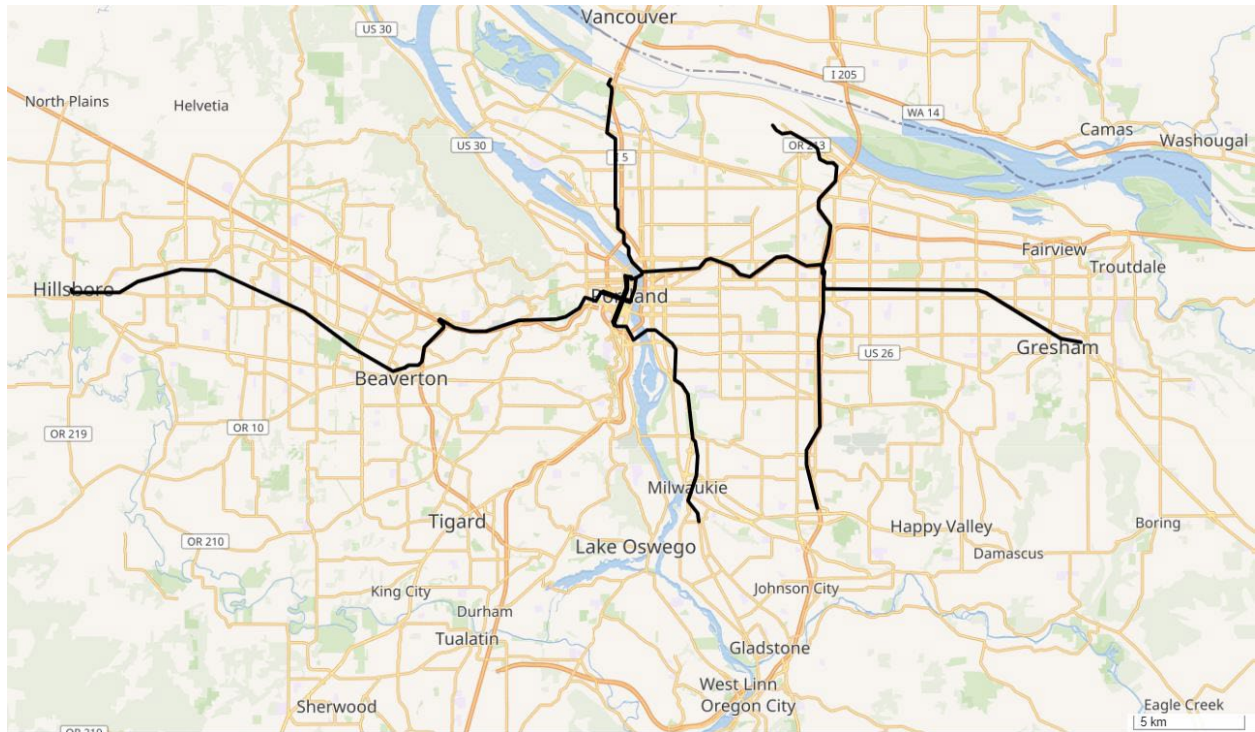 Vancouver
US 30
I 205
North Plains
Helvetia
WA 14
Camas
Washougal
US 30
I 5
OR 213
Fairview
Troutdale
Hillsboro
Portland
US 26
Gresham
Beaverton
OR 219
OR 10
Milwaukie
Tigard
Happy Valley
Boring
OR 210
Lake Oswego
Damascus
King City
Johnson City
Durham
Tualatin
Gladstone
West Linn
Oregon City
Sherwood
Eagle Creek
5 km
OR 219